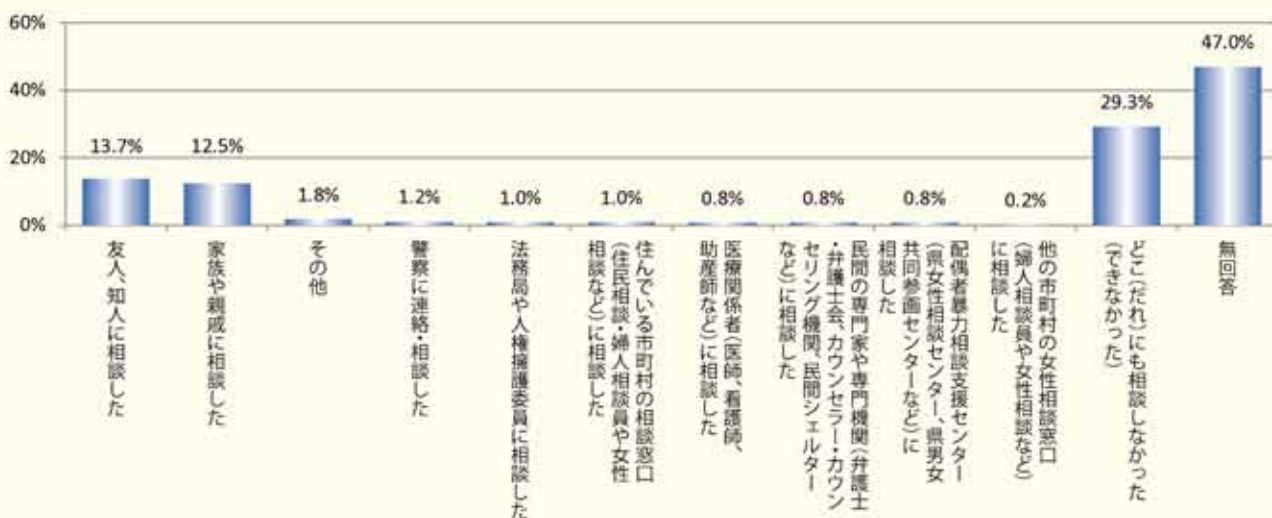 60%
40%
20%
0%
13.7%
12.5%
1.8%
1.2%
1.0%
1.0%
0.8%
0.8%
0.8%
0.2%
29.3%
47.0%
友人、知人に相談した
家族や親戚に相談した
その他
警察に連絡・相談した
法務局や人権擁護委員に相談した
住んでいる市町村の相談窓口
(住民相談・婦人相談員や女性
相談など)に相談した
医療関係者(医師、看護師、
助産師など)に相談した
民間の専門家や専門機関(弁護士
・弁護士会、カウンセラー・カウン
セリング機関、民間シェルター
など)に相談した
配偶者暴力相談支援センター
(県女性相談センター、県男女
共同参画センターなど)に
相談した
他の市町村の女性相談窓口
(婦人相談員や女性相談など)
に相談した
どこ(だれ)にも相談しなかった
(できなかった)
無回答